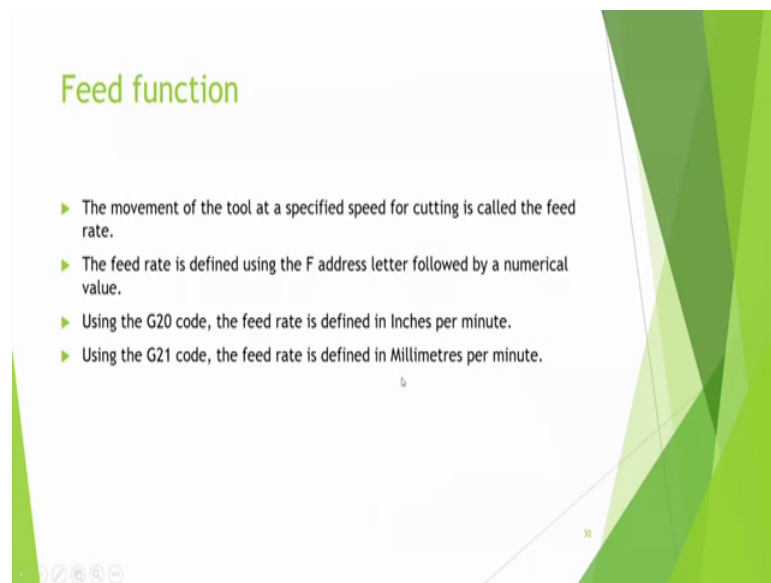 Feed function
The movement of the tool at a specified speed for cutting is called the feed
rate.
The feed rate is defined using the F address letter followed by a numerical
value.
Using the G20 code, the feed rate is defined in Inches per minute.
Using the G21 code, the feed rate is defined in Millimetres per minute.